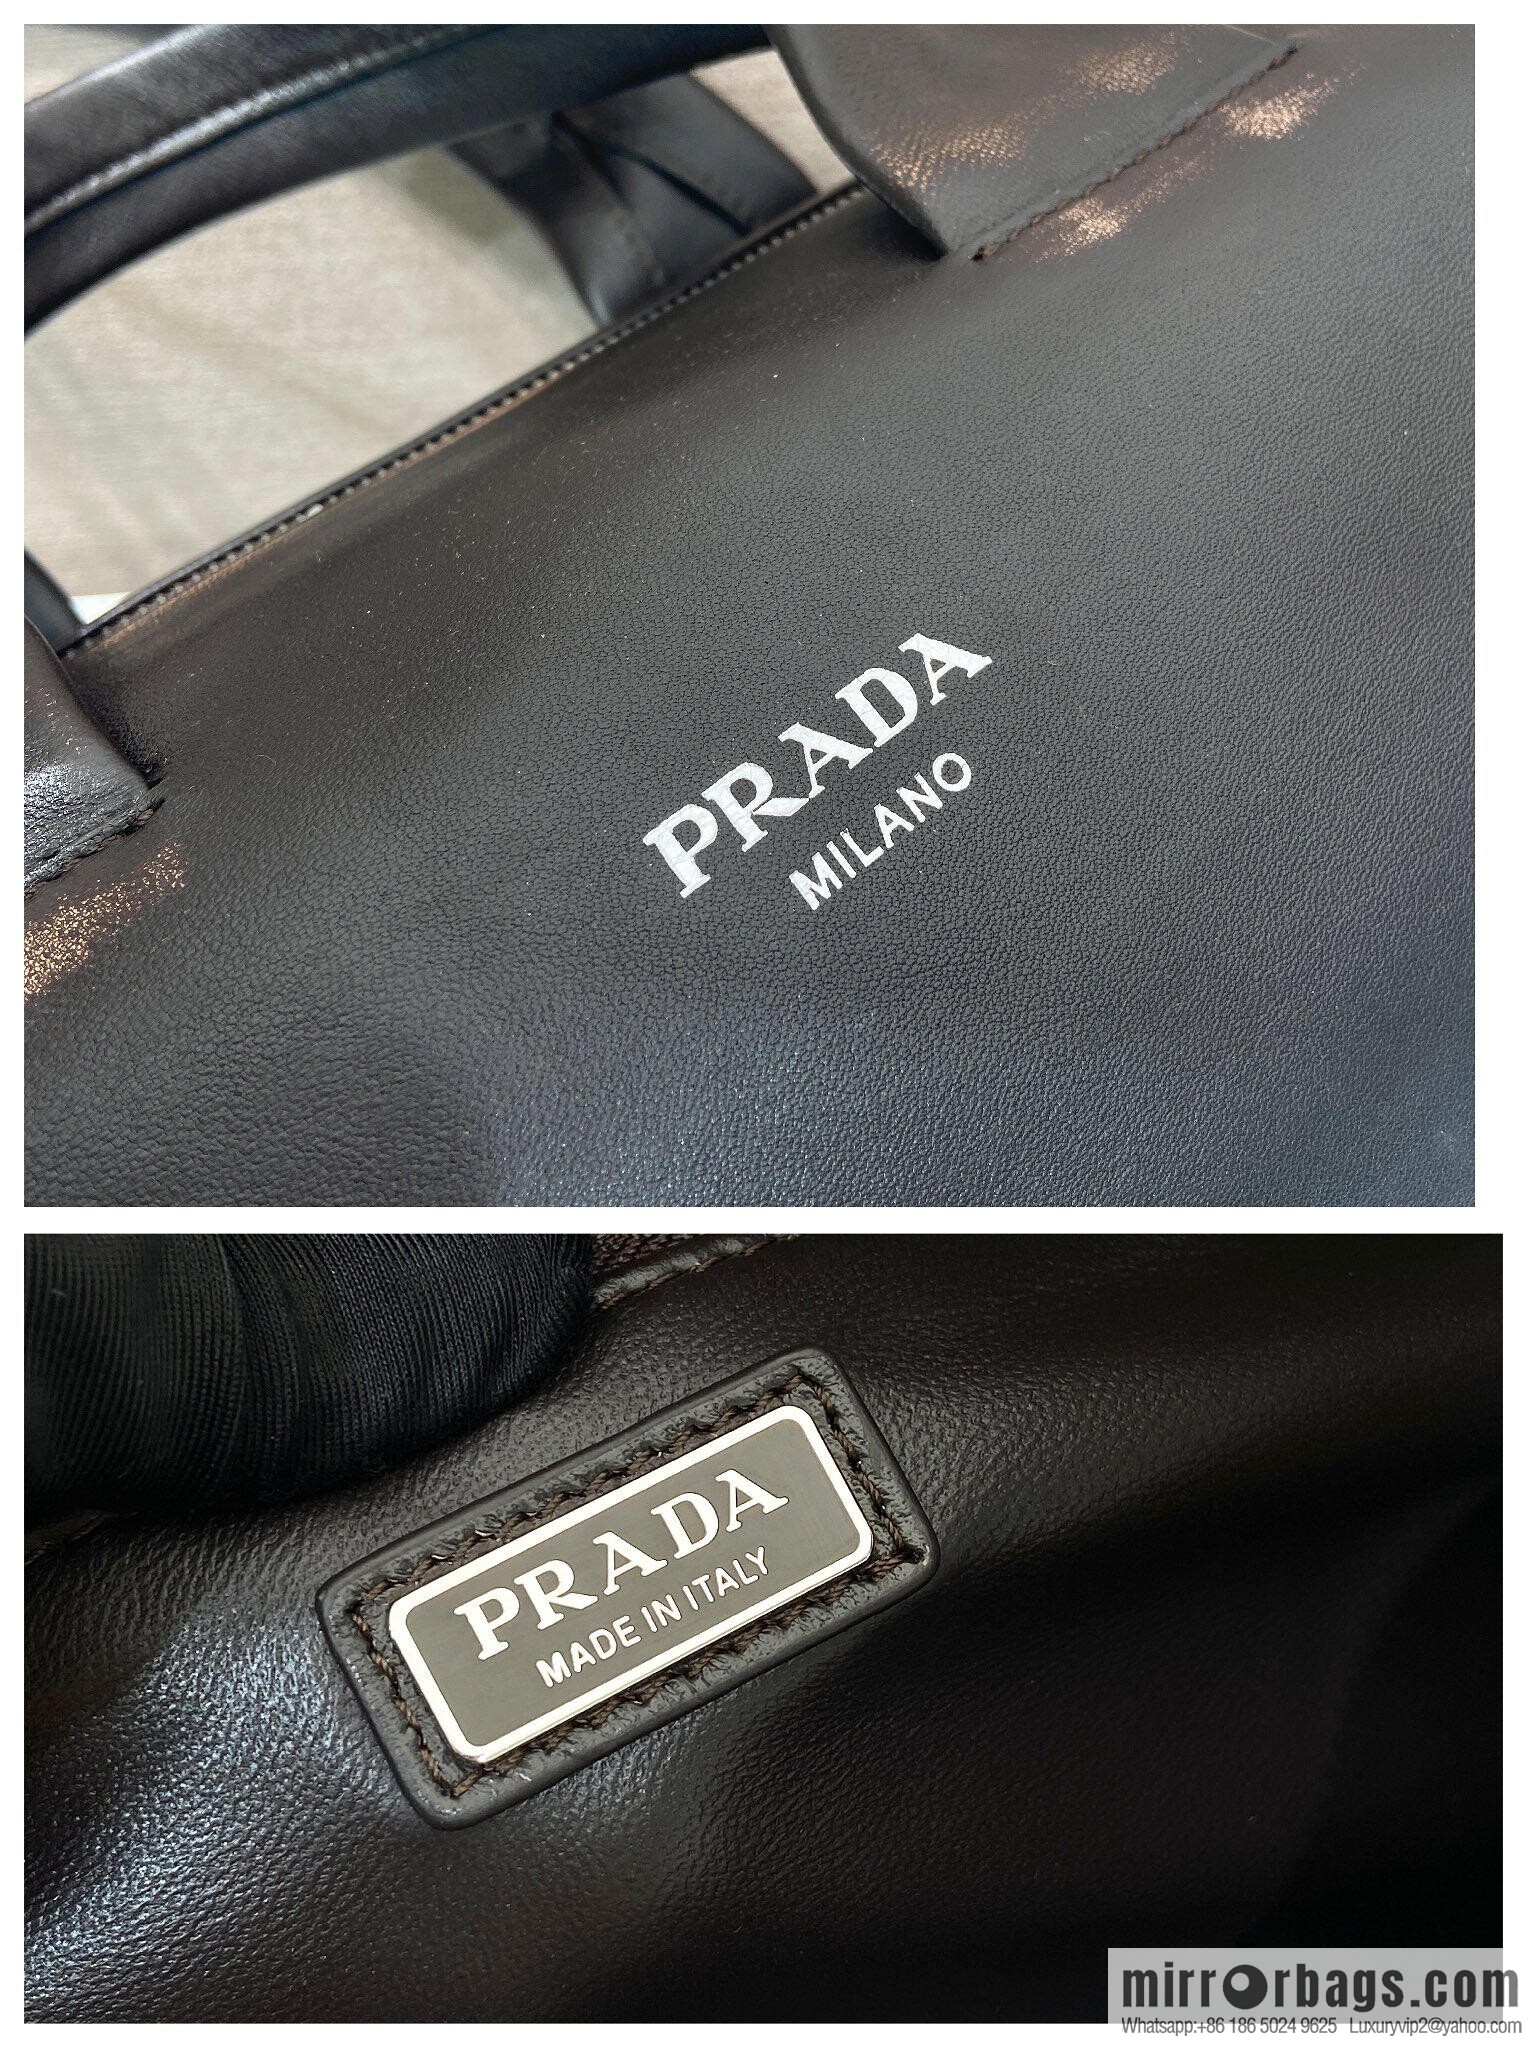 PRADA
MILANO
PRADA
MADE IN ITALY
mirrorbags.com
Whatsapp:+86 186 5024 9625 Luxuryvip2@yahoo.com